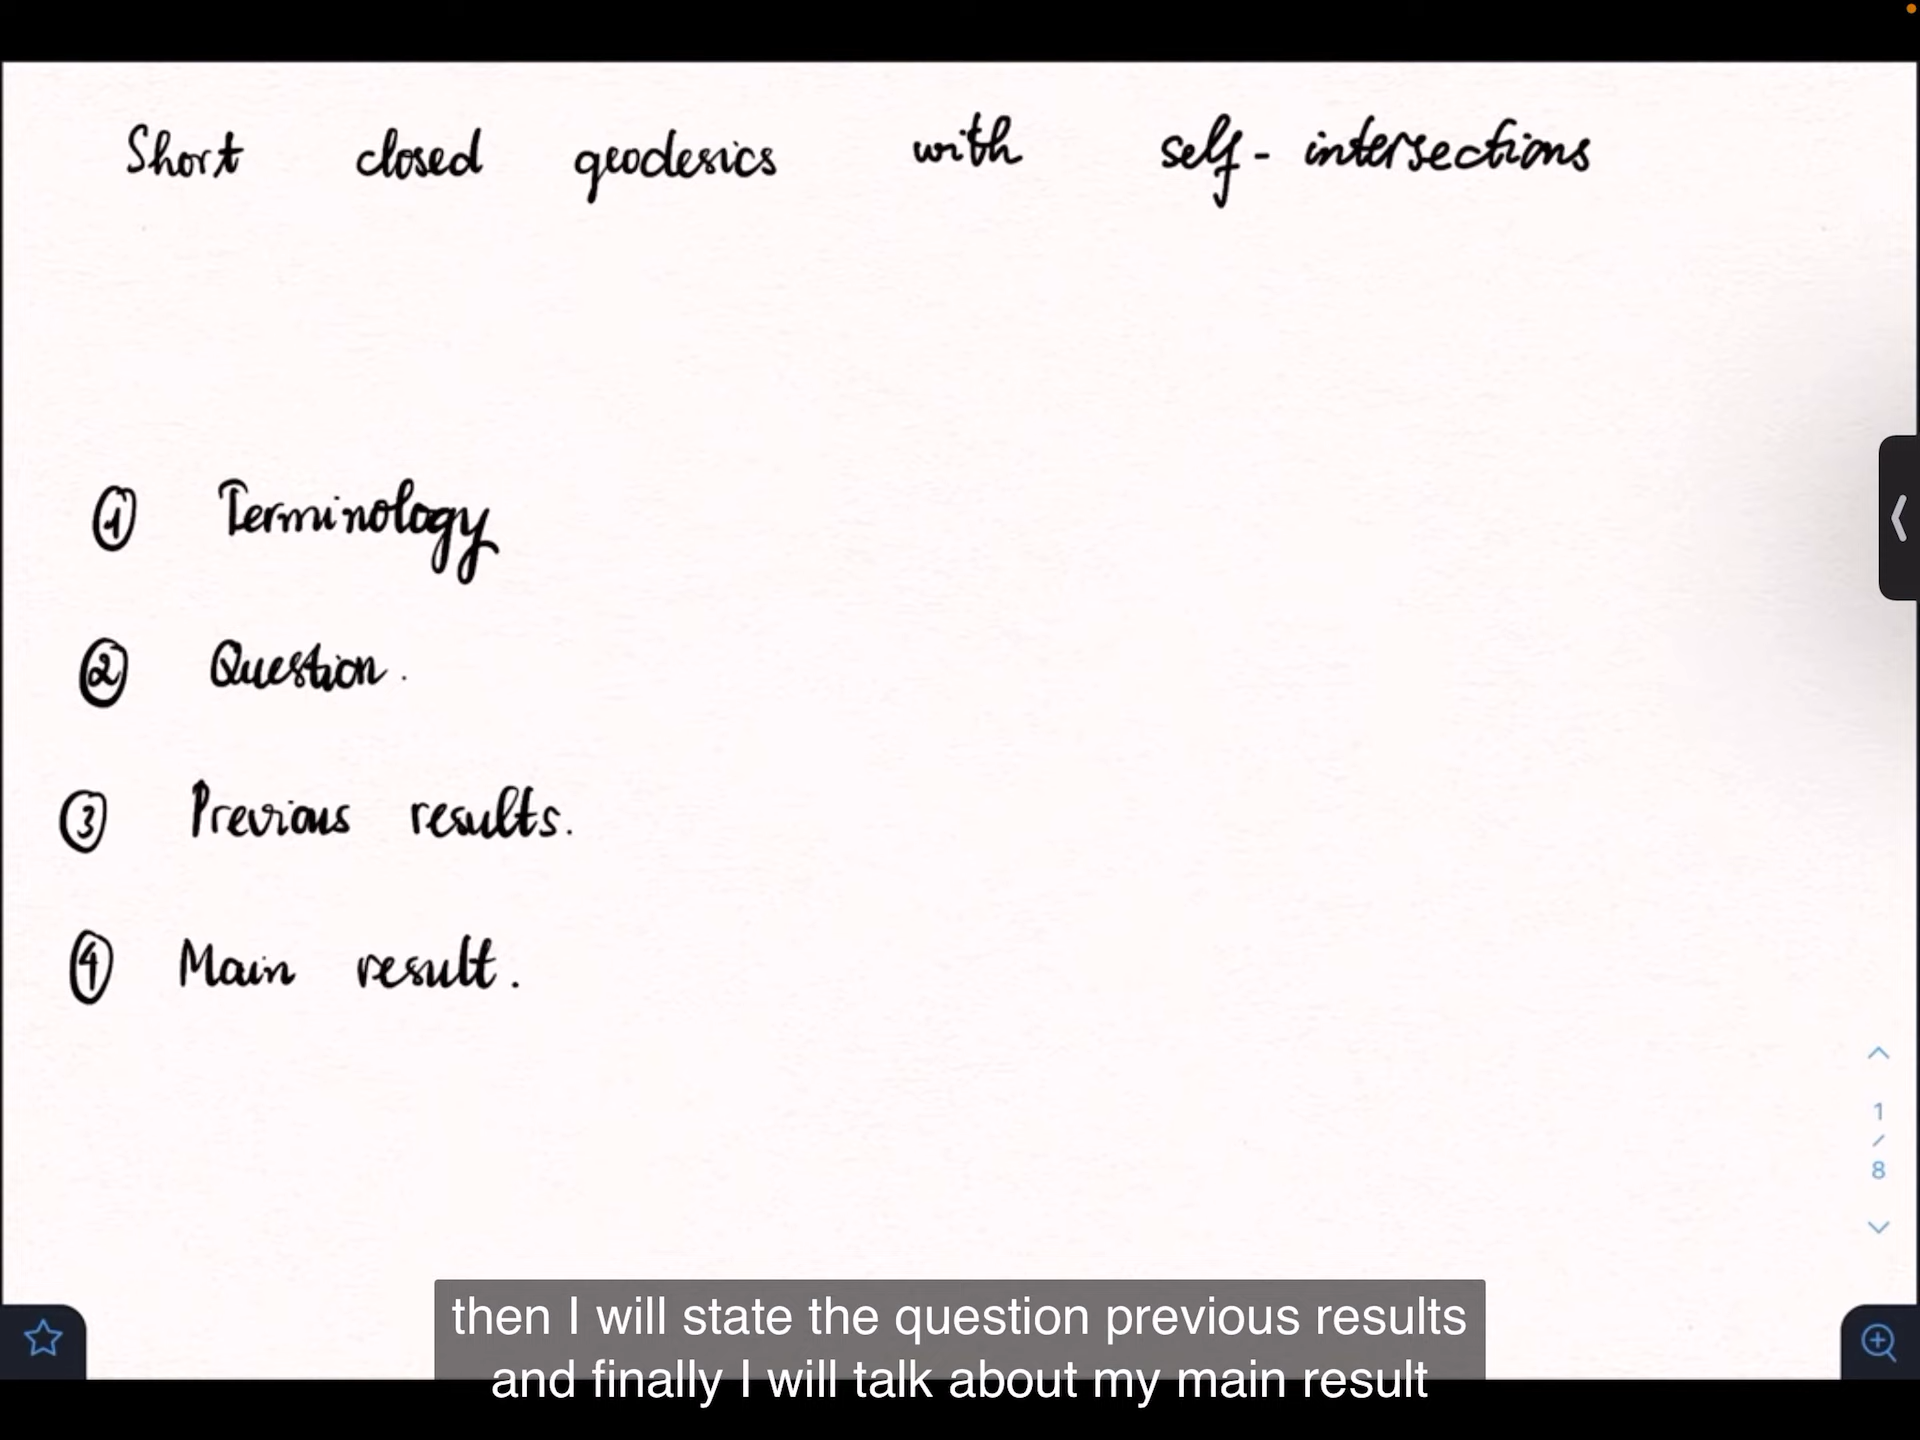 Short closed geodesics with self-intersections
① Terminology
② Question.
③ Previous results.
④ Main result.
1
/
8
then I will state the question previous results
and finally I will talk about my main result